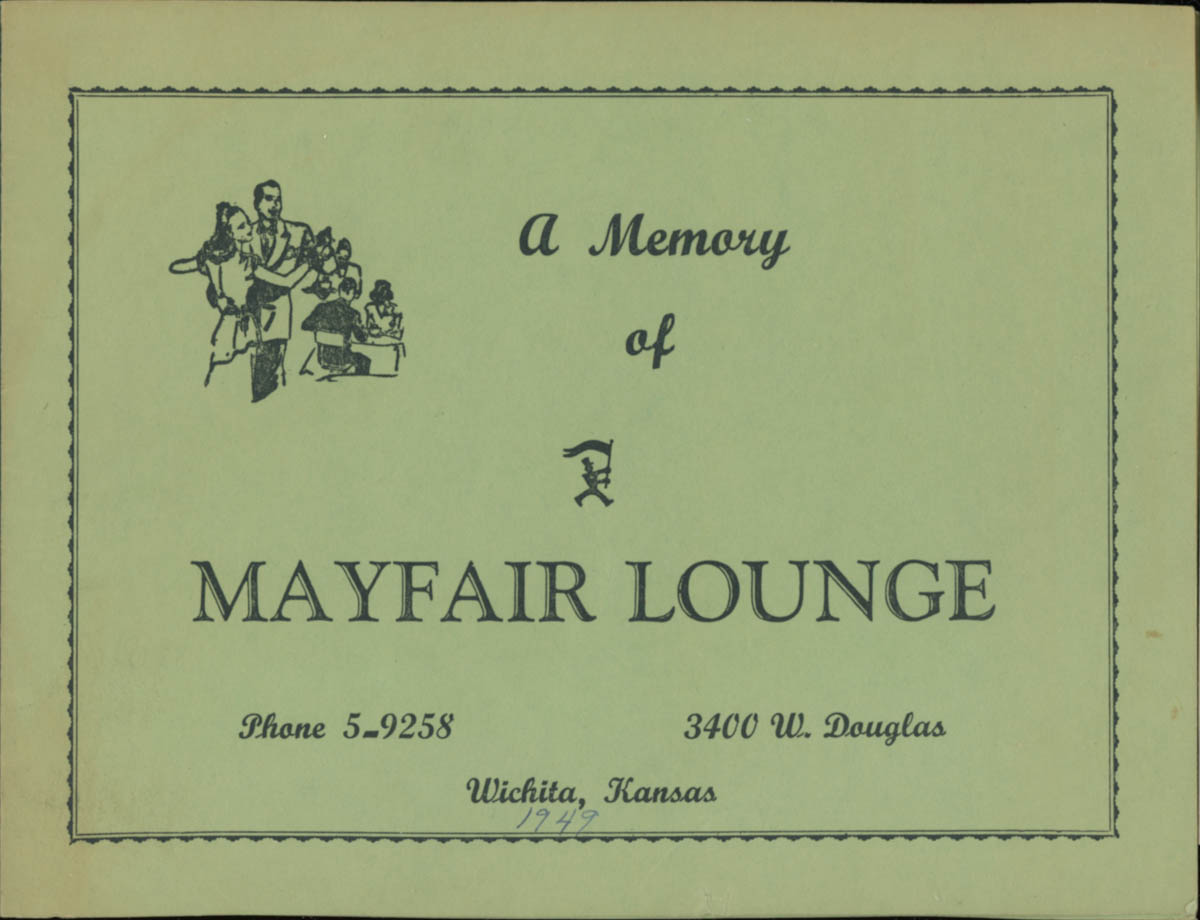 A Memory
of
MAYFAIR LOUNGE
Phone 5-9258 3400 W. Douglas
Wichita, Kansas
1949